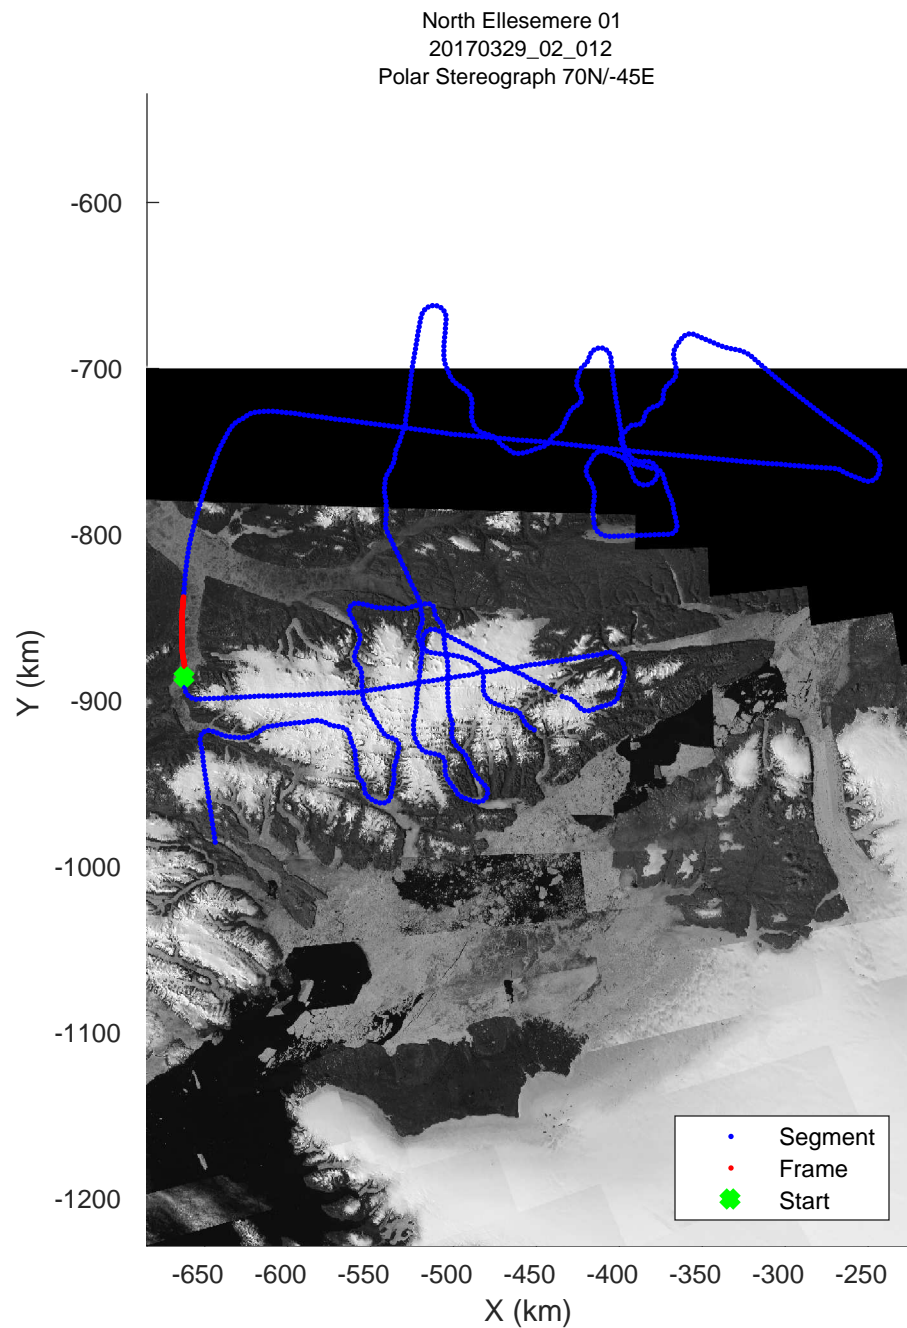 North Ellesemere 01
20170329_02_012
Polar Stereograph 70N/-45E
-600
-700
-800
-900
-1000
-1100
-1200
Y (km)
Segment
Frame
Start
-650 -600 -550 -500 -450 -400 -350 -300 -250
X (km)